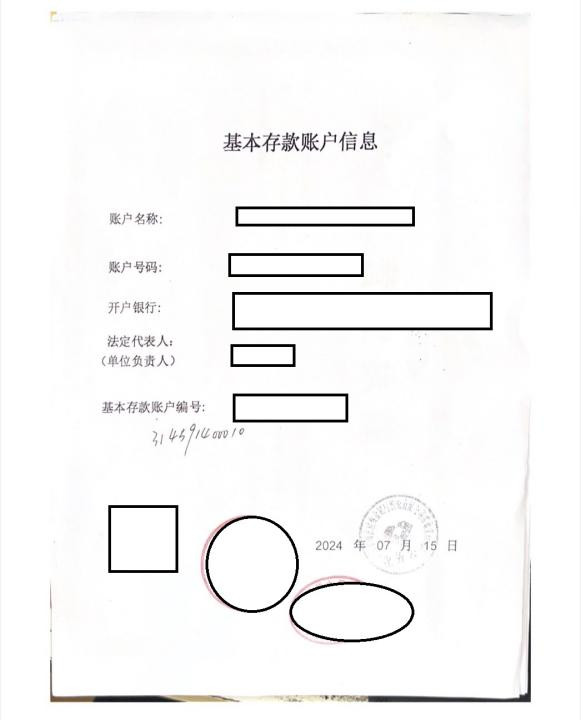 基本存款账户信息
账户名称:
账户号码:
开户银行:
法定代表人:
（单位负责人）
基本存款账户编号:
314591400010
2024 年 07 月 15 日